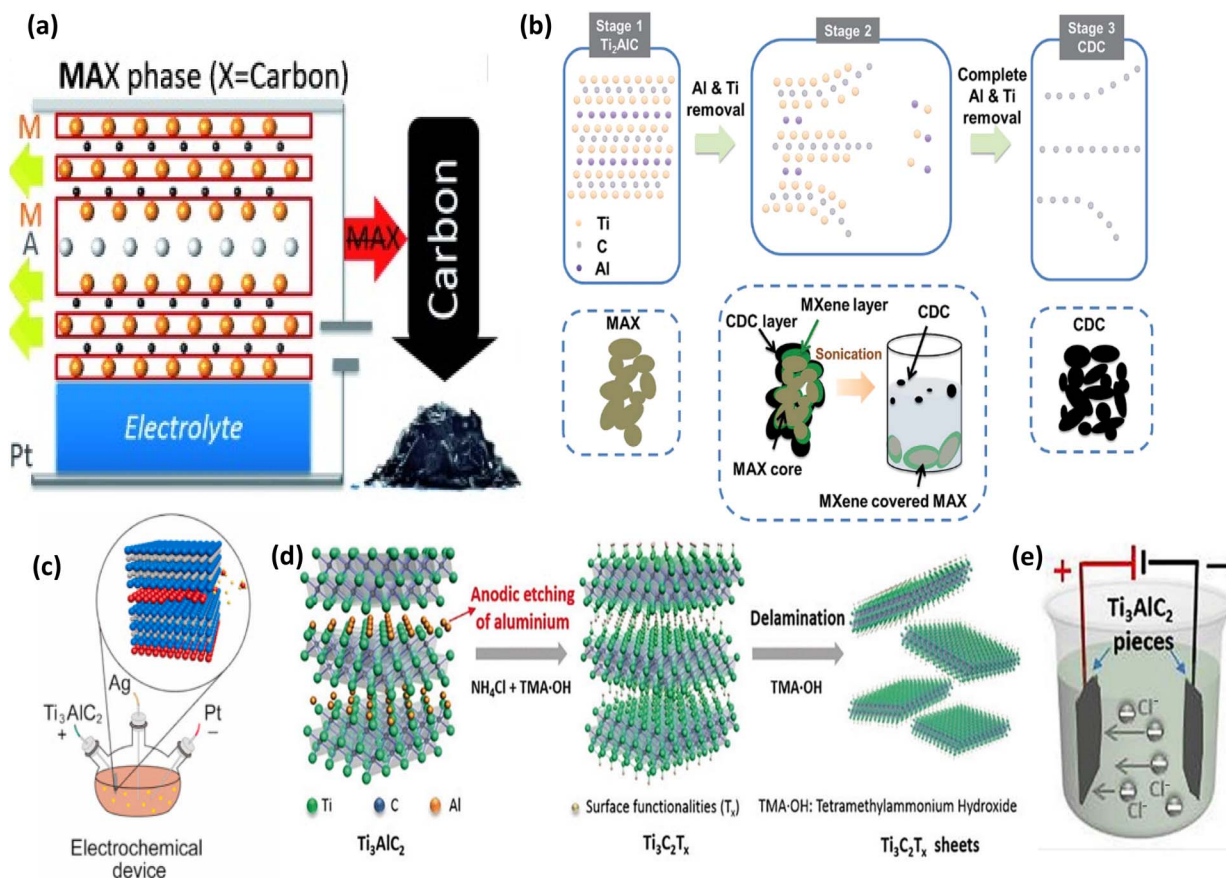 (a)
MAX phase (X=Carbon)
M
M
A
MAX
Carbon
Electrolyte
Pt
(b)
Stage 1
Ti₂AlC
Al & Ti
removal
Stage 2
Complete
Al & Ti
removal
Stage 3
CDC
Ti
C
Al
MAX
MXene layer
CDC layer
Sonication
CDC
MAX core
MXene covered MAX
CDC
(c)
Ag
Ti₃AlC₂
+
Pt
−
Electrochemical
device
(d)
Anodic etching
of aluminium
NH₄Cl + TMA·OH
Delamination
TMA·OH
Ti
C
Al
Surface functionalities (Tₓ)
TMA·OH: Tetramethylammonium Hydroxide
Ti₃AlC₂
Ti₃C₂Tₓ
Ti₃C₂Tₓ sheets
(e)
+
−
Ti₃AlC₂
pieces
Cl⁻
Cl⁻
Cl⁻
Cl⁻
Cl⁻